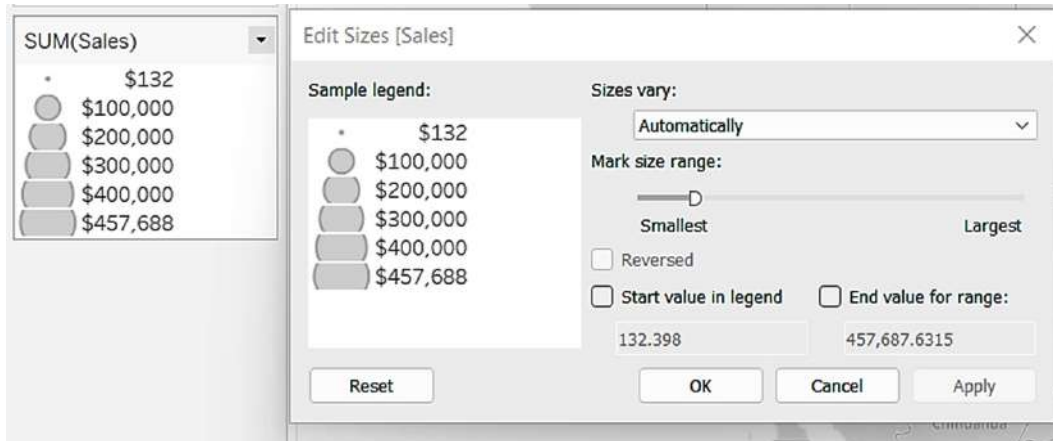 SUM(Sales)
$132
$100,000
$200,000
$300,000
$400,000
$457,688
Edit Sizes [Sales]
Sample legend:
$132
$100,000
$200,000
$300,000
$400,000
$457,688
Sizes vary:
Automatically
Mark size range:
Smallest Largest
Reversed
Start value in legend End value for range:
132.398 457,687.6315
Reset OK Cancel Apply